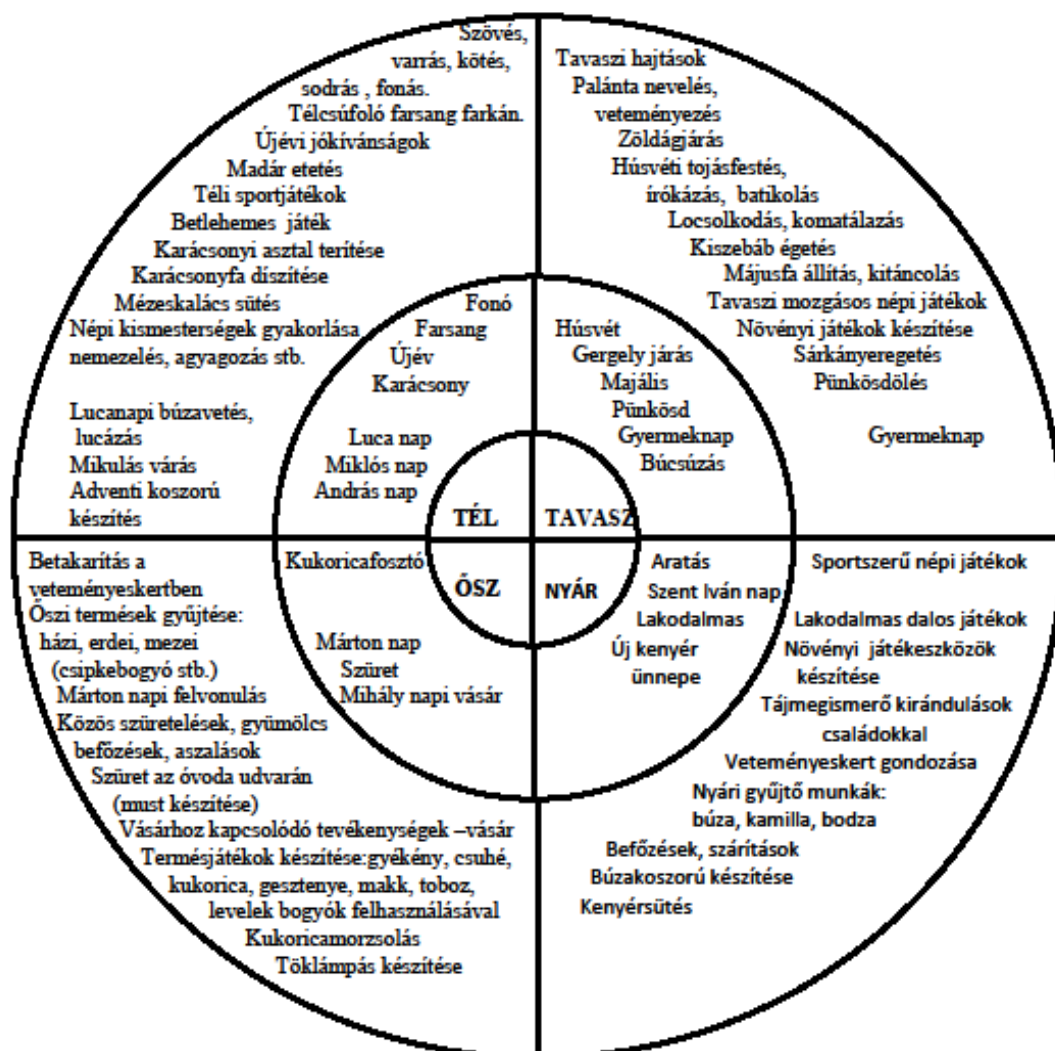 Szövés,
varrás, kötés,
sodrás , fonás.
Télcsúfoló farsang farkán.
Újévi jókívánságok
Madár etetés
Téli sportjátékok
Betlehemes játék
Karácsonyi asztal terítése
Karácsonyfa díszítése
Mézeskalács sütés
Népi kismesterségek gyakorlása
nemezelés, agyagozás stb.
Lucanapi búzavetés,
lucázás
Mikulás várás
Adventi koszorú
készítés
Fonó
Farsang
Újév
Karácsony
Luca nap
Miklós nap
András nap
TÉL
Tavaszi hajtások
Palánta nevelés,
veteményezés
Zöldágjárás
Húsvéti tojásfestés,
írókázás, batikolás
Locsolkodás, komatálazás
Kiszebáb égetés
Májusfa állítás, kitáncolás
Tavaszi mozgásos népi játékok
Növényi játékok készítése
Sárkányeregetés
Pünkösdölés
Gyermeknap
Húsvét
Gergely járás
Majális
Pünkösd
Gyermeknap
Búcsúzás
TAVASZ
Betakarítás a
veteményeskertben
Őszi termések gyűjtése:
házi, erdei, mezei
(csipkebogyó stb.)
Márton napi felvonulás
Közös szüretelések, gyümölcs
befőzések, aszalások
Szüret az óvoda udvarán
(must készítése)
Vásárhoz kapcsolódó tevékenységek –vásár
Termésjátékok készítése:gyékény, csuhé,
kukorica, gesztenye, makk, toboz,
levelek bogyók felhasználásával
Kukoricamorzsolás
Töklámpás készítése
Kukoricafosztó
Márton nap
Szüret
Mihály napi vásár
ŐSZ
NYÁR
Aratás
Szent Iván nap
Lakodalmas
Új kenyér
ünnepe
Sportszerű népi játékok
Lakodalmas dalos játékok
Növényi játékeszközök
készítése
Tájmegismerő kirándulások
családokkal
Veteményeskert gondozása
Nyári gyűjtő munkák:
búza, kamilla, bodza
Befőzések, szárítások
Búzakoszorú készítése
Kenyérsütés